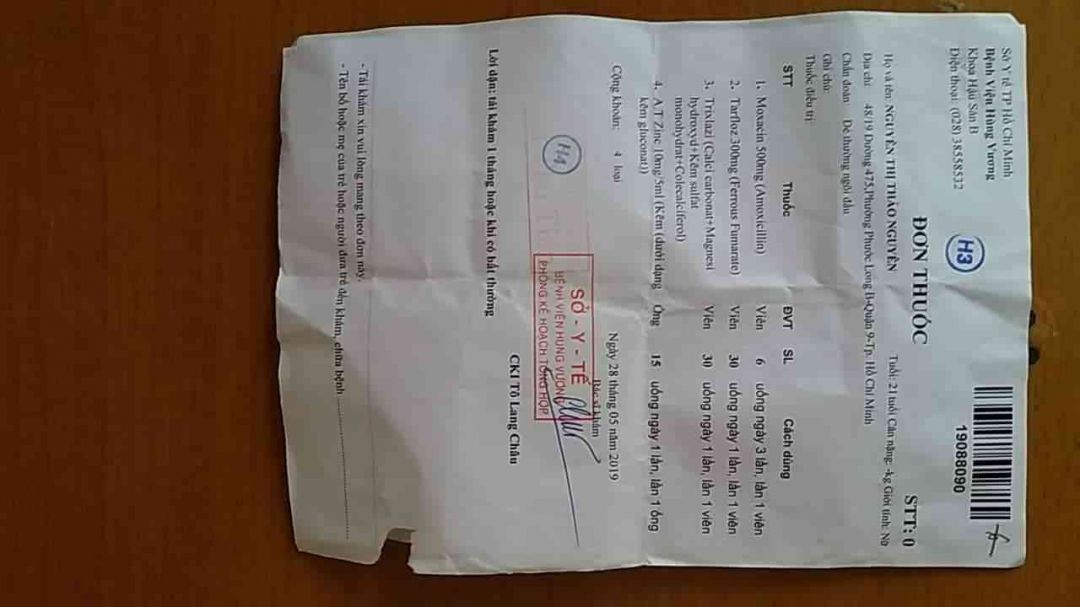 Sở Y tế TP Hồ Chí Minh
Bệnh Viện Hùng Vương
Khoa Hậu Sản B
Điện thoại: (028) 38558532
H3
19088090
ĐƠN THUỐC
STT: 0
Họ và tên NGUYỄN THỊ THẢO NGUYÊN Tuổi: 21 tuổi Cân nặng: -kg Giới tính: Nữ
Địa chỉ: 48/19 Đường 475,Phường Phước Long B-Quận 9-Tp. Hồ Chí Minh
Chẩn đoán: Đẻ thường ngôi đầu
Ghi chú:
Thuốc điều trị:
STT Thuốc ĐVT SL Cách dùng
1. Moxacin 500mg (Amoxicillin) Viên 6 uống ngày 3 lần, lần 1 viên
2. Tarfloz 300mg (Ferrous Fumarate) Viên 30 uống ngày 1 lần, lần 1 viên
3. Trixlazi (Calci carbonat+Magnesi Viên 30 uống ngày 1 lần, lần 1 viên
hydroxyd+Kẽm sulfat
monohydrat+Colecalciferol)
4. A.T Zinc 10mg/5ml (Kẽm (dưới dạng Ống 15 uống ngày 1 lần, lần 1 ống
kẽm gluconat))
Cộng khoản: 4 loại
Ngày 28 tháng 05 năm 2019
Bác sĩ khám
H4
SỞ - Y - TẾ
BỆNH VIỆN HÙNG VƯƠNG
PHÒNG KẾ HOẠCH TỔNG HỢP
CKI Tô Lang Châu
Lời dặn: tái khám 1 tháng hoặc khi có bất thường
- Tái khám xin vui lòng mang theo đơn này.
- Tên bố hoặc mẹ của trẻ hoặc người đưa trẻ đến khám, chữa bệnh